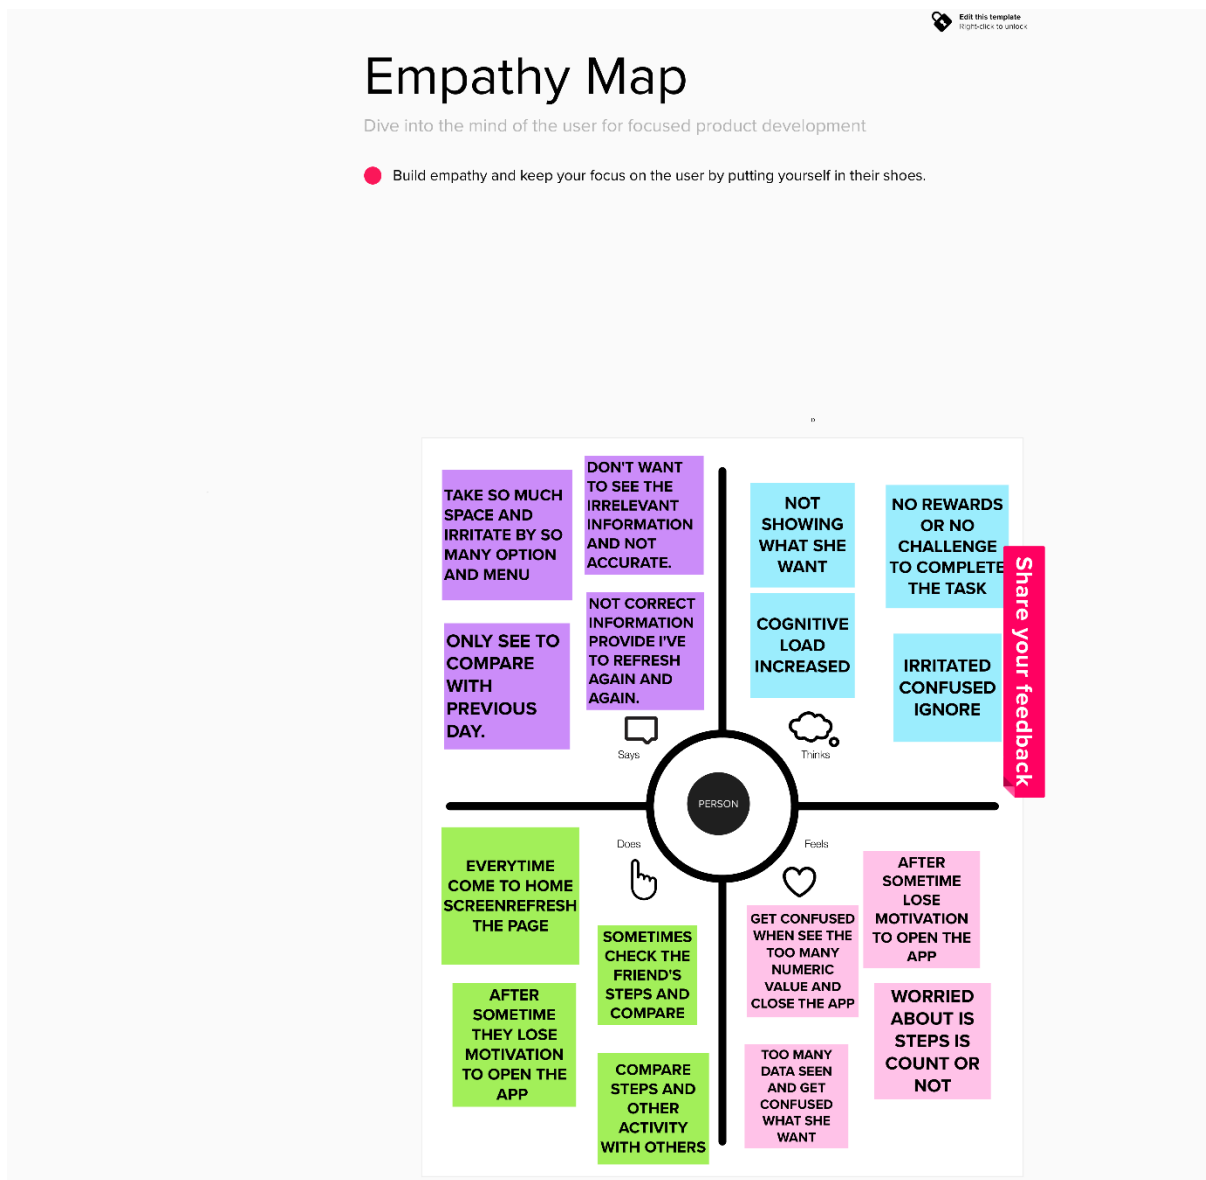 Edit this template
Right-click to unlock
Empathy Map
Dive into the mind of the user for focused product development
Build empathy and keep your focus on the user by putting yourself in their shoes.
»
TAKE SO MUCH
SPACE AND
IRRITATE BY SO
MANY OPTION
AND MENU
DON'T WANT
TO SEE THE
IRRELEVANT
INFORMATION
AND NOT
ACCURATE.
ONLY SEE TO
COMPARE
WITH
PREVIOUS
DAY.
NOT CORRECT
INFORMATION
PROVIDE I'VE
TO REFRESH
AGAIN AND
AGAIN.
Says
NOT
SHOWING
WHAT SHE
WANT
NO REWARDS
OR NO
CHALLENGE
TO COMPLETE
THE TASK
COGNITIVE
LOAD
INCREASED
IRRITATED
CONFUSED
IGNORE
Thinks
Share your feedback
PERSON
Does
EVERYTIME
COME TO HOME
SCREENREFRESH
THE PAGE
SOMETIMES
CHECK THE
FRIEND'S
STEPS AND
COMPARE
AFTER
SOMETIME
THEY LOSE
MOTIVATION
TO OPEN THE
APP
COMPARE
STEPS AND
OTHER
ACTIVITY
WITH OTHERS
Feels
AFTER
SOMETIME
LOSE
MOTIVATION
TO OPEN THE
APP
GET CONFUSED
WHEN SEE THE
TOO MANY
NUMERIC
VALUE AND
CLOSE THE APP
WORRIED
ABOUT IS
STEPS IS
COUNT OR
NOT
TOO MANY
DATA SEEN
AND GET
CONFUSED
WHAT SHE
WANT